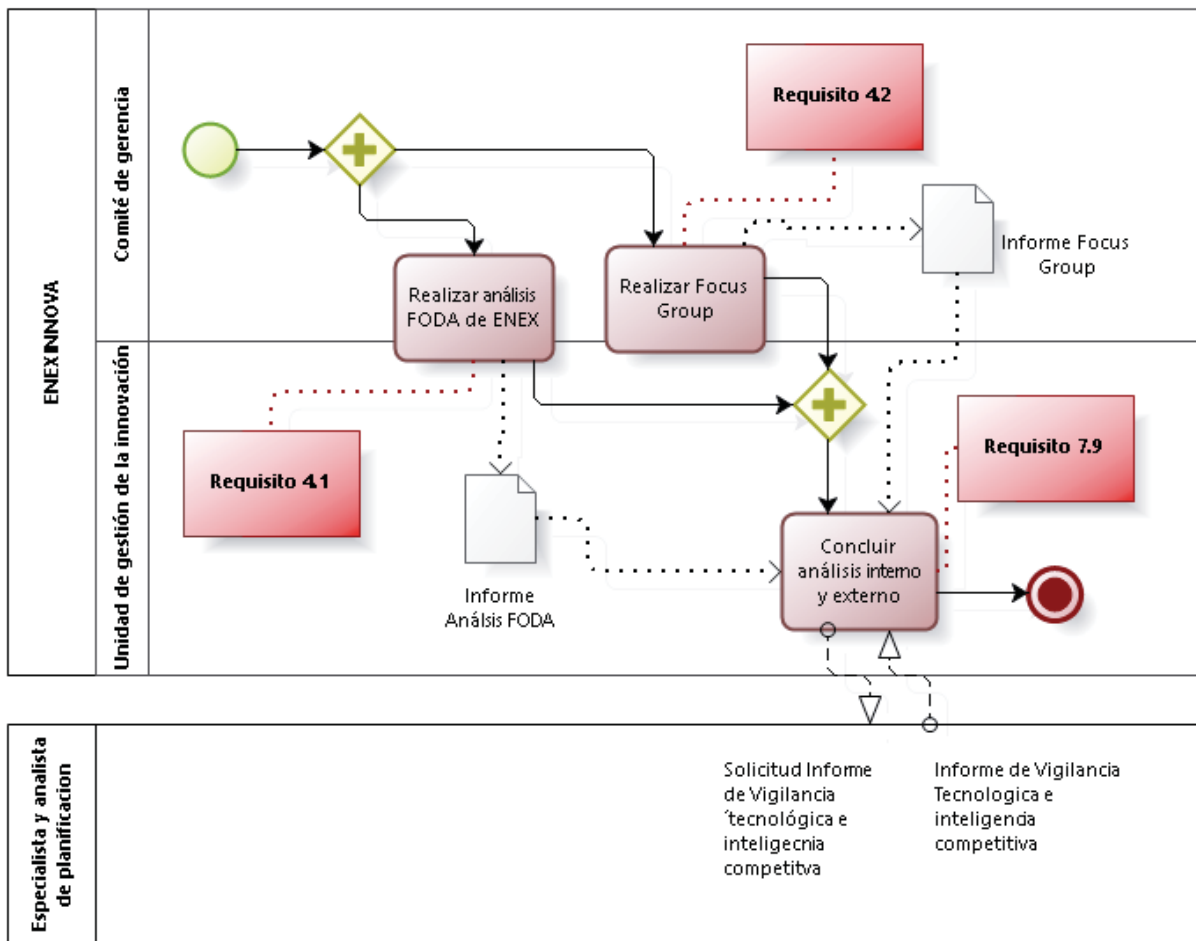 ENEXINNOVA
Comité de gerencia
Requisito 4.2
Informe Focus
Group
Realizar análisis
FODA de ENEX
Realizar Focus
Group
Unidad de gestión de la innovación
Requisito 4.1
Requisito 7.9
Concluir
análisis interno
y externo
Informe
Análsis FODA
Especialista y analista
de planificacion
Solicitud Informe
de Vigilancia
´tecnológica e
inteligecnia
competitva
Informe de Vigilancia
Tecnologica e
inteligencia
competitiva